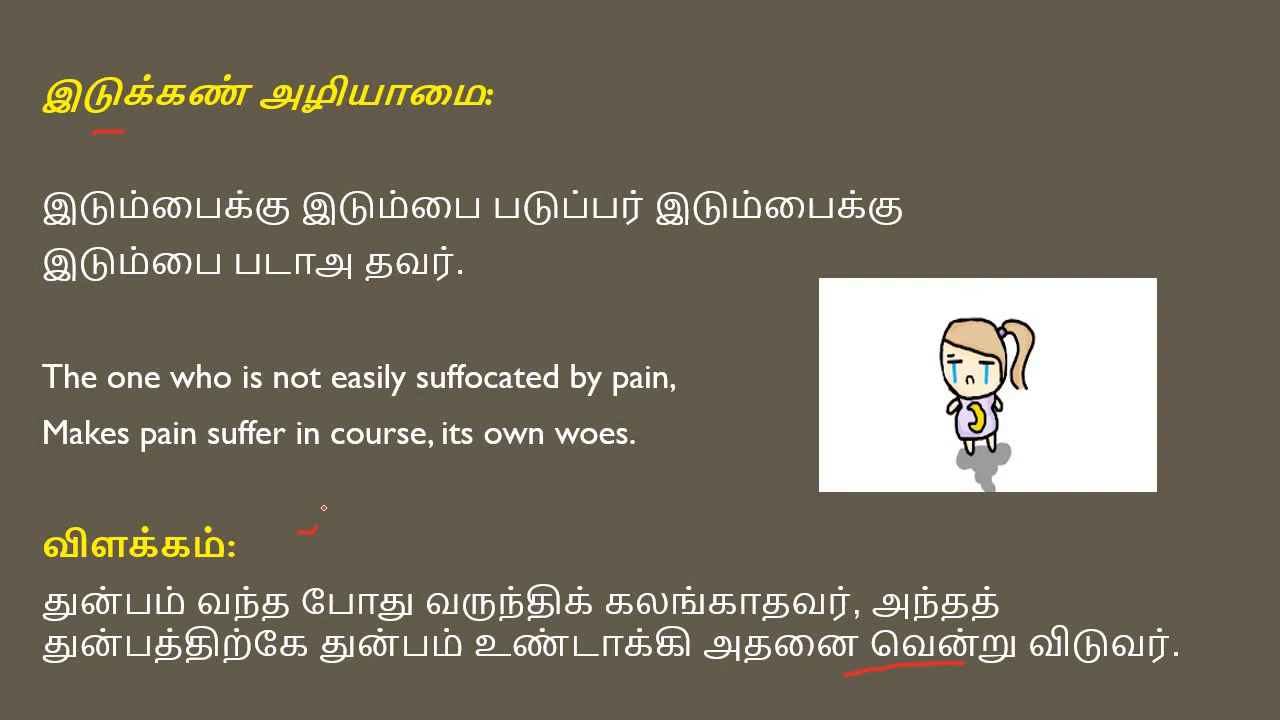 இடுக்கண் அழியாமை:
இடும்பைக்கு இடும்பை படுப்பர் இடும்பைக்கு
இடும்பை படாஅ தவர்.
The one who is not easily suffocated by pain,
Makes pain suffer in course, its own woes.
விளக்கம்:
துன்பம் வந்த போது வருந்திக் கலங்காதவர், அந்தத்
துன்பத்திற்கே துன்பம் உண்டாக்கி அதனை வென்று விடுவர்.